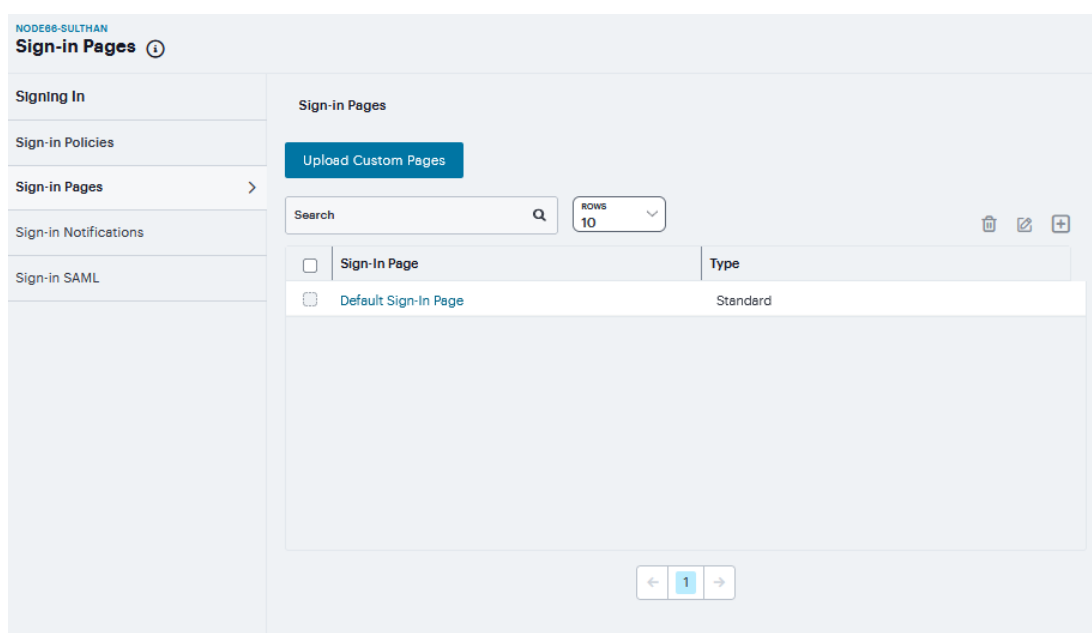 NODE66-SULTHAN
Sign-in Pages
Signing In
Sign-in Policies
Sign-in Pages
Sign-in Notifications
Sign-in SAML
Sign-in Pages
Upload Custom Pages
Search
ROWS
10
Sign-In Page Type
Default Sign-In Page Standard
1